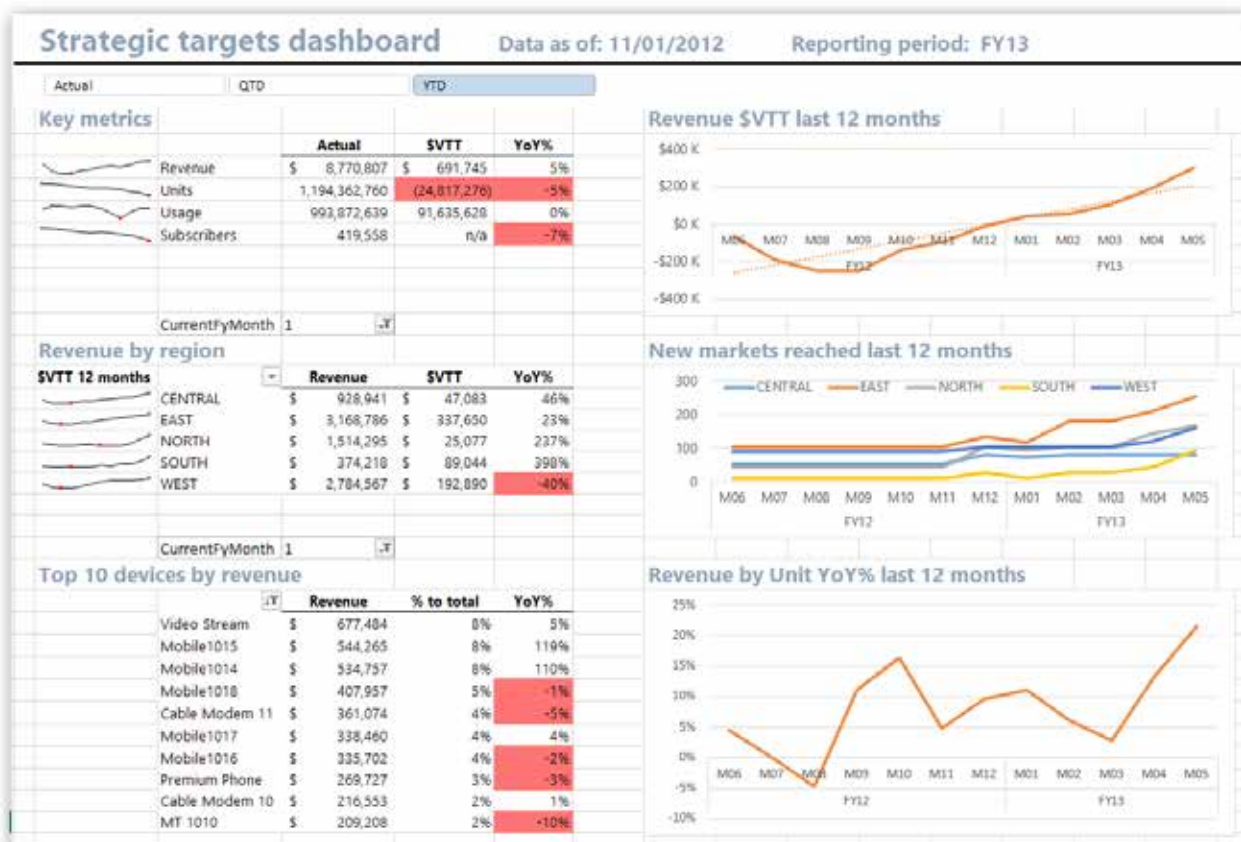 Strategic targets dashboard Data as of: 11/01/2012 Reporting period: FY13
Actual QTD YTD
Key metrics
Actual $VTT YoY%
Revenue $ 8,770,807 $ 691,745 5%
Units 1,194,362,760 (24,817,276) -5%
Usage 993,872,639 91,635,628 0%
Subscribers 419,558 n/a -7%
CurrentFyMonth 1
Revenue by region
$VTT 12 months Revenue $VTT YoY%
CENTRAL $ 928,941 $ 47,083 46%
EAST $ 3,168,786 $ 337,650 23%
NORTH $ 1,514,295 $ 25,077 237%
SOUTH $ 374,218 $ 89,044 398%
WEST $ 2,784,567 $ 192,890 -40%
CurrentFyMonth 1
Top 10 devices by revenue
Revenue % to total YoY%
Video Stream $ 677,484 8% 5%
Mobile1015 $ 544,265 8% 119%
Mobile1014 $ 534,757 8% 110%
Mobile1018 $ 407,957 5% -1%
Cable Modem 11 $ 361,074 4% -5%
Mobile1017 $ 338,460 4% 4%
Mobile1016 $ 335,702 4% -2%
Premium Phone $ 269,727 3% -3%
Cable Modem 10 $ 216,553 2% 1%
MT 1010 $ 209,208 2% -10%
Revenue $VTT last 12 months
$400 K
$200 K
$0 K
M06 M07 M08 M09 M10 M11 M12 M01 M02 M03 M04 M05
-$200 K
FY12 FY13
-$400 K
New markets reached last 12 months
300
CENTRAL EAST NORTH SOUTH WEST
200
100
0
M06 M07 M08 M09 M10 M11 M12 M01 M02 M03 M04 M05
FY12 FY13
Revenue by Unit YoY% last 12 months
25%
20%
15%
10%
5%
0%
M06 M07 M08 M09 M10 M11 M12 M01 M02 M03 M04 M05
-5%
FY12 FY13
-10%